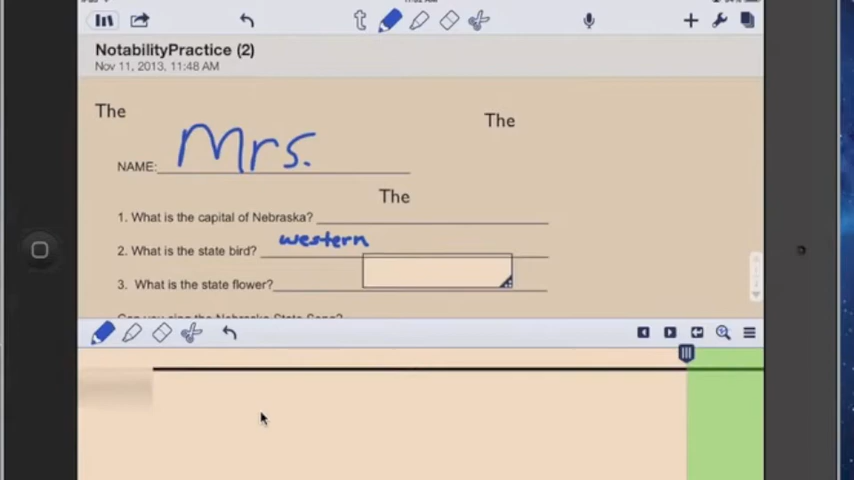 NotabilityPractice (2)
Nov 11, 2013, 11:48 AM
The
The
NAME: Mrs.
The
1. What is the capital of Nebraska?
2. What is the state bird? western
3. What is the state flower?